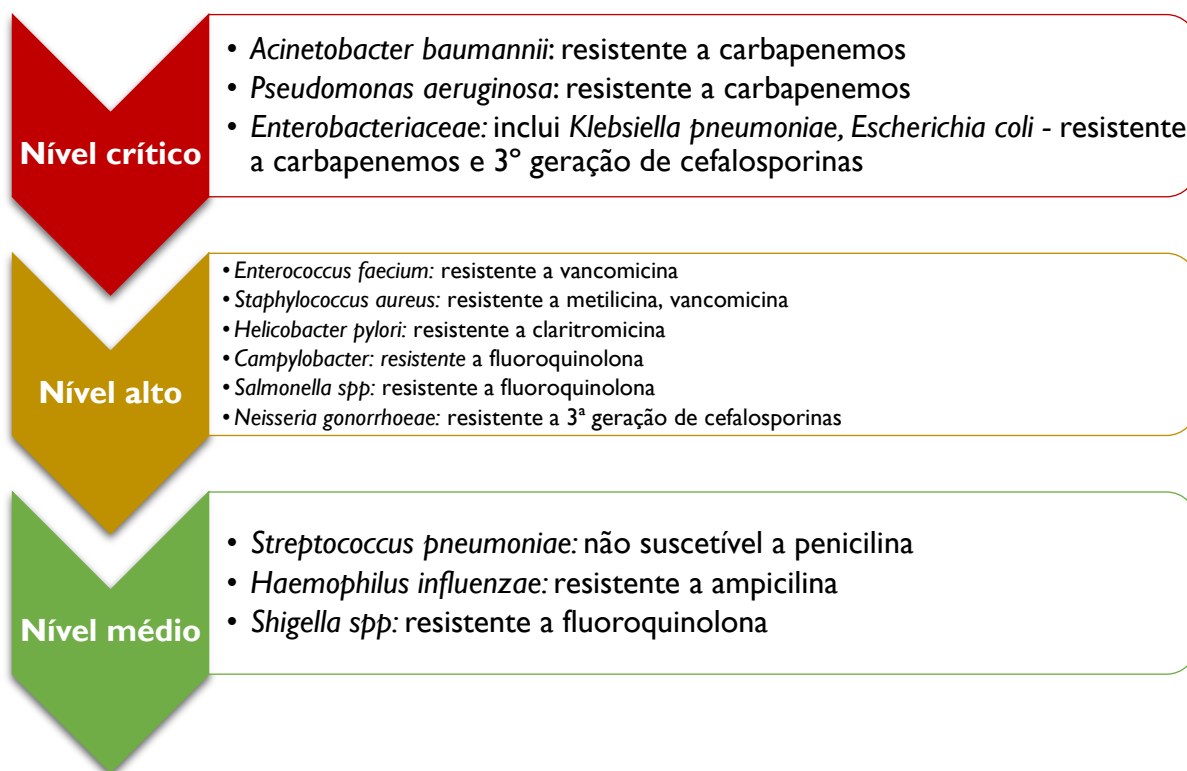 Nível crítico
• Acinetobacter baumannii: resistente a carbapenemos
• Pseudomonas aeruginosa: resistente a carbapenemos
• Enterobacteriaceae: inclui Klebsiella pneumoniae, Escherichia coli - resistente
a carbapenemos e 3º geração de cefalosporinas
Nível alto
• Enterococcus faecium: resistente a vancomicina
• Staphylococcus aureus: resistente a metilicina, vancomicina
• Helicobacter pylori: resistente a claritromicina
• Campylobacter: resistente a fluoroquinolona
• Salmonella spp: resistente a fluoroquinolona
• Neisseria gonorrhoeae: resistente a 3ª geração de cefalosporinas
Nível médio
• Streptococcus pneumoniae: não suscetível a penicilina
• Haemophilus influenzae: resistente a ampicilina
• Shigella spp: resistente a fluoroquinolona